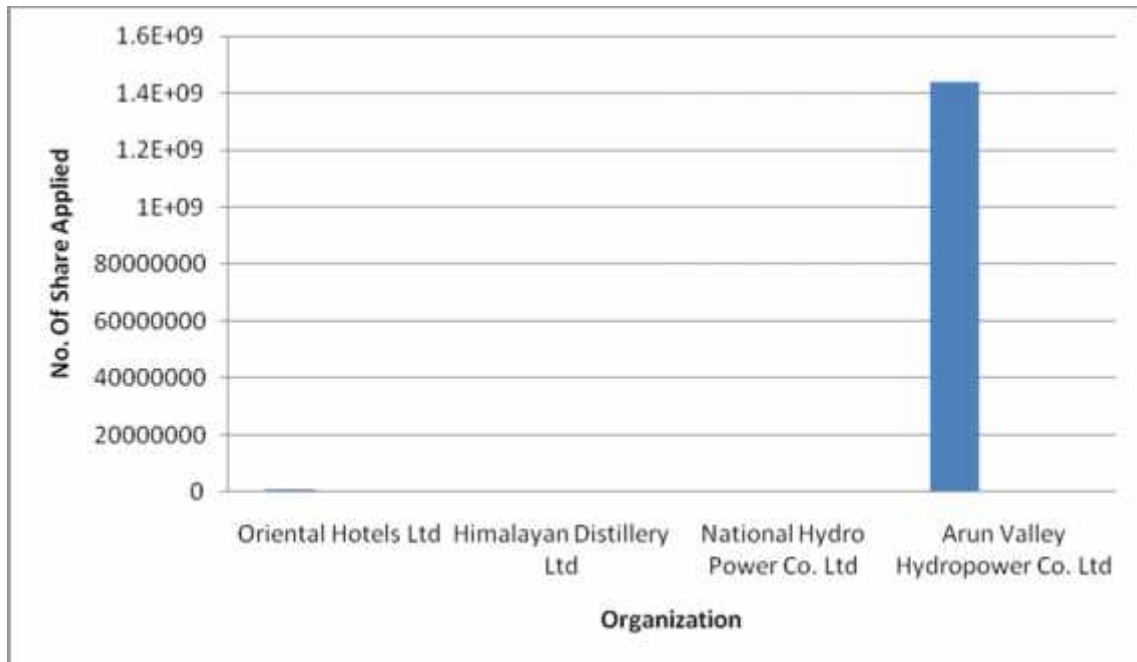 1.6E+09
1.4E+09
1.2E+09
1E+09
80000000
60000000
40000000
20000000
0
No. Of Share Applied
Oriental Hotels Ltd
Himalayan Distillery
Ltd
National Hydro
Power Co. Ltd
Arun Valley
Hydropower Co. Ltd
Organization